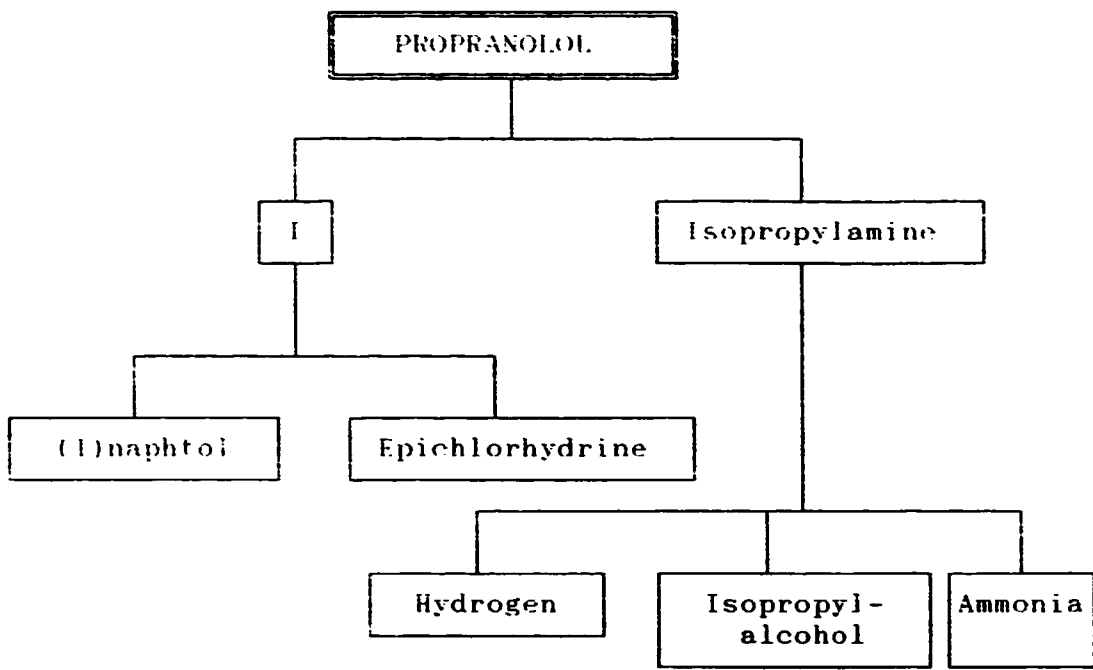 PROPRANOLOL
I
Isopropylamine
(1)naphtol
Epichlorhydrine
Hydrogen
Isopropyl-
alcohol
Ammonia